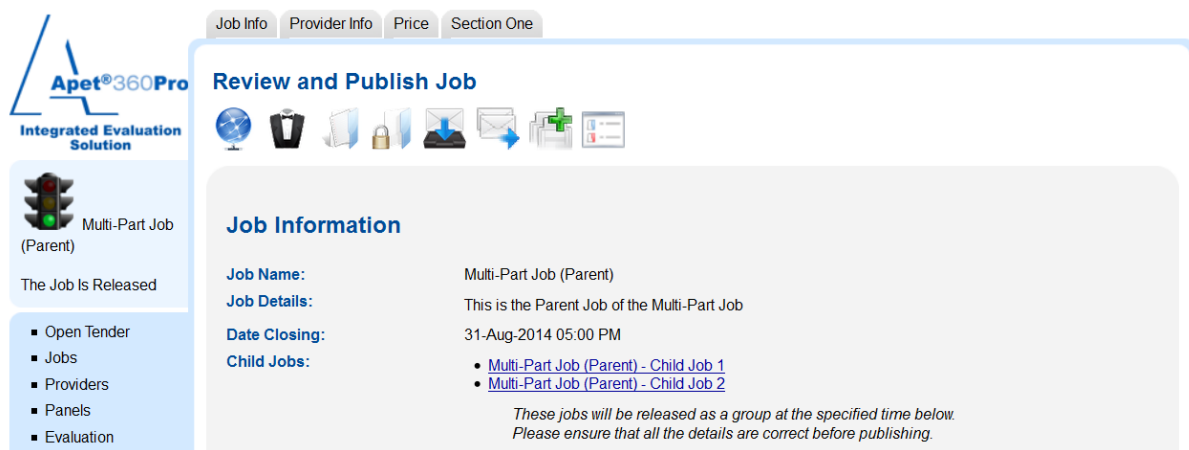 Job Info Provider Info Price Section One
Apet®360Pro
Integrated Evaluation
Solution
Review and Publish Job
Multi-Part Job
(Parent)
The Job Is Released
Open Tender
Jobs
Providers
Panels
Evaluation
Job Information
Job Name: Multi-Part Job (Parent)
Job Details: This is the Parent Job of the Multi-Part Job
Date Closing: 31-Aug-2014 05:00 PM
Child Jobs:
Multi-Part Job (Parent) - Child Job 1
Multi-Part Job (Parent) - Child Job 2
These jobs will be released as a group at the specified time below.
Please ensure that all the details are correct before publishing.